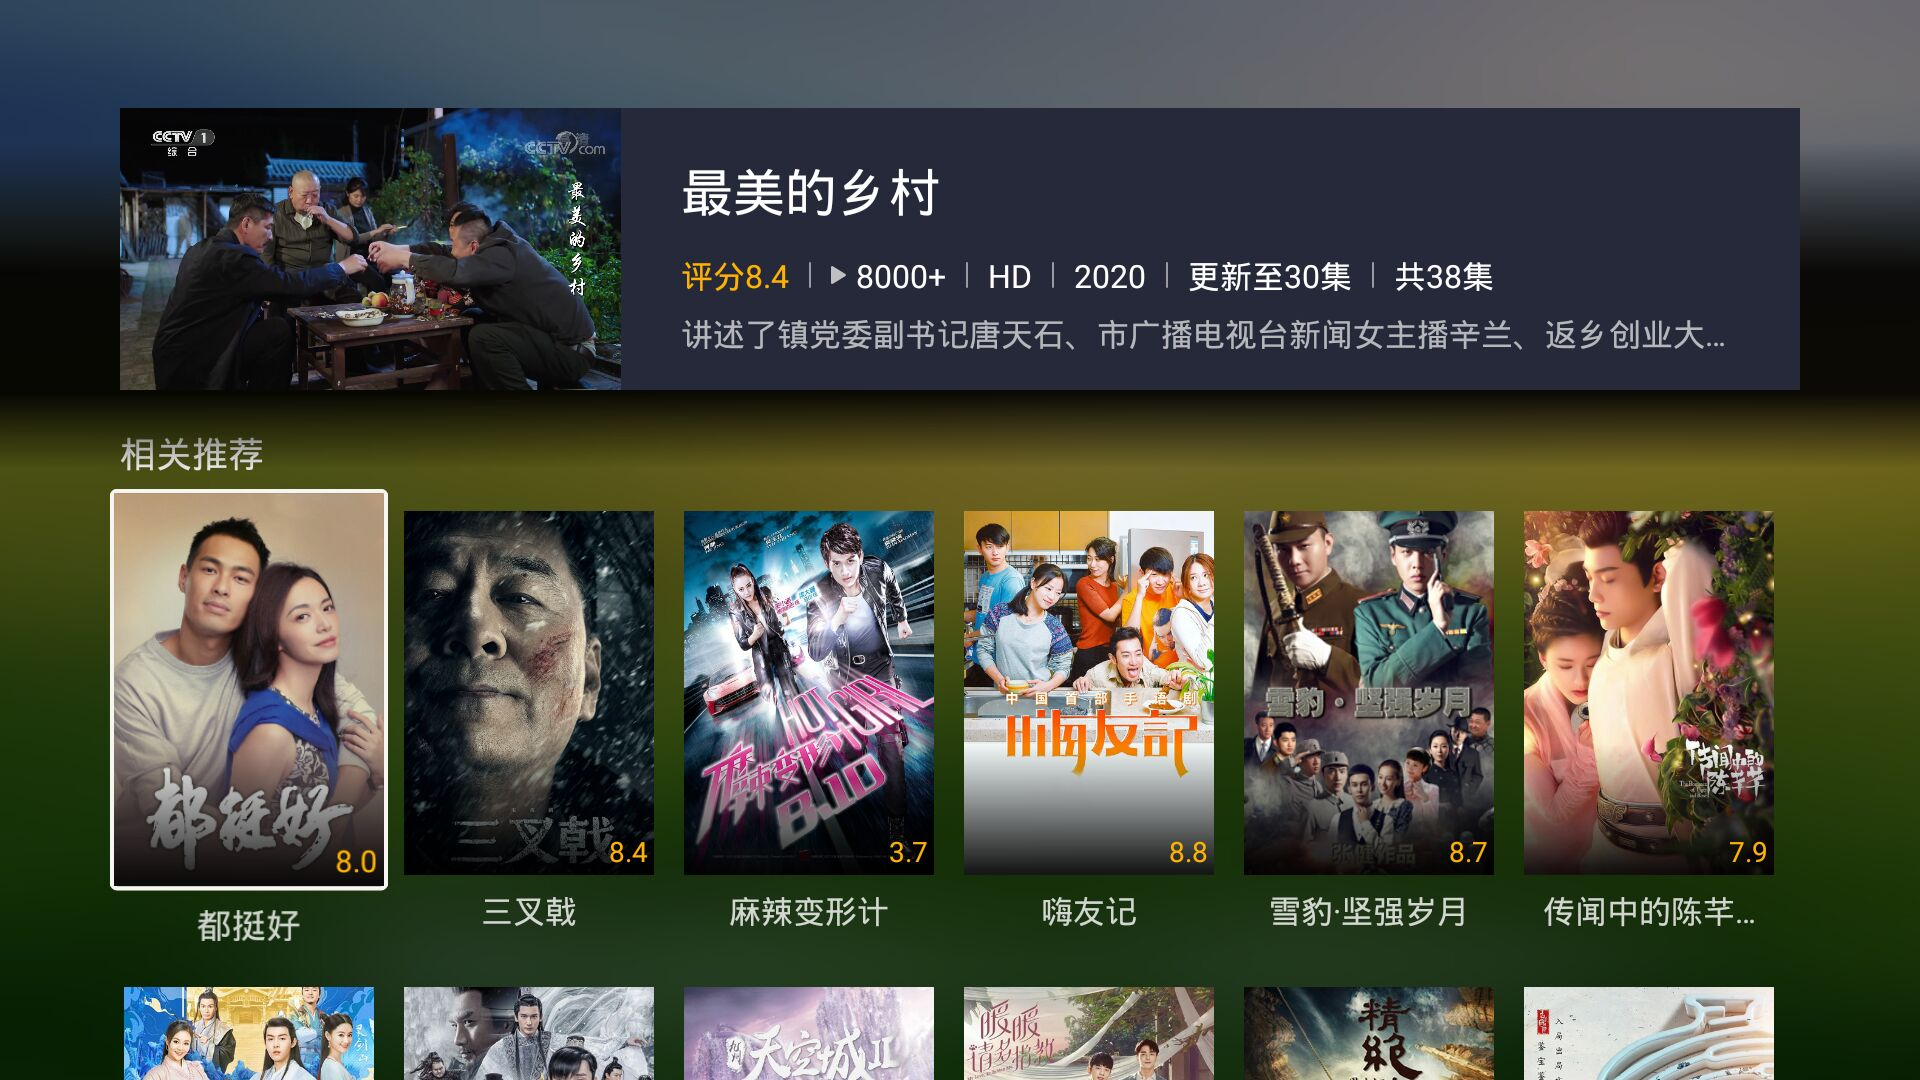 CCTV 1
综合
CCTV.com
高清
最美的乡村
最美的乡村
评分8.4
8000+
HD
2020
更新至30集
共38集
讲述了镇党委副书记唐天石、市广播电视台新闻女主播辛兰、返乡创业大...
相关推荐
都挺好
8.0
三叉戟
8.4
HOT GIRL
麻辣变形计
8.10
3.7
中国首部手语剧
嗨友記
8.8
雪豹·坚强岁月
张健作品
8.7
传闻中的陈芊芊
7.9
都挺好
三叉戟
麻辣变形计
嗨友记
雪豹·坚强岁月
传闻中的陈芊...
九州
天空城II
暖暖
请多指教
精绝